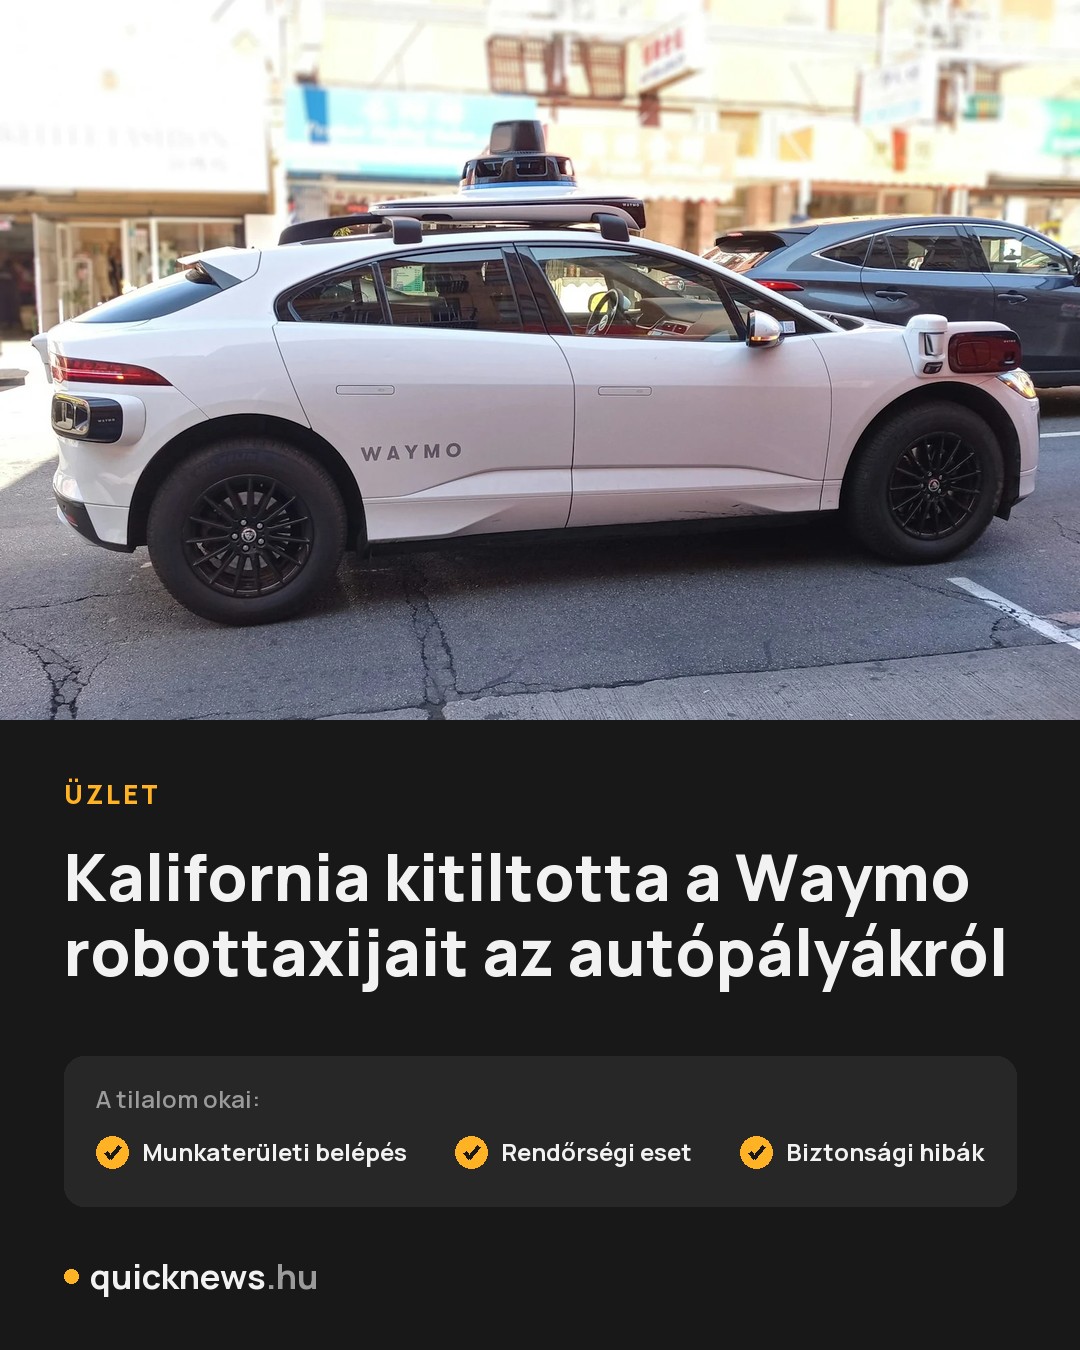 WAYMO
ÜZLET
Kalifornia kitiltotta a Waymo
robottaxijait az autópályákról
A tilalom okai:
Munkaterületi belépés
Rendőrségi eset
Biztonsági hibák
quicknews.hu